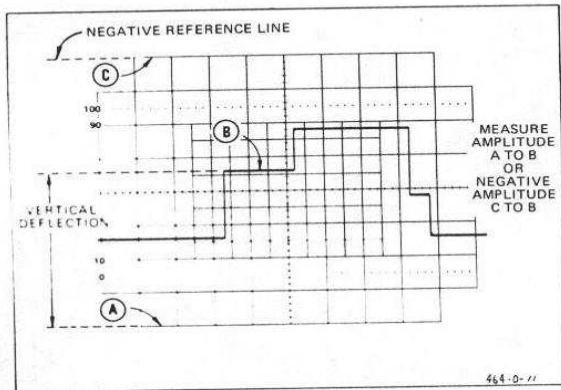 NEGATIVE REFERENCE LINE
C
100
90
B
MEASURE
AMPLITUDE
A TO B
OR
NEGATIVE
AMPLITUDE
C TO B
VERTICAL
DEFLECTION
10
0
A
464-0-11